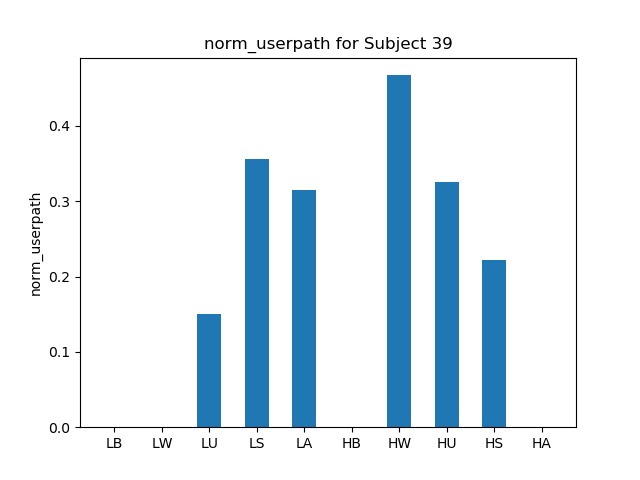 norm_userpath for Subject 39
norm_userpath
0.4
0.3
0.2
0.1
0.0
LB LW LU LS LA HB HW HU HS HA